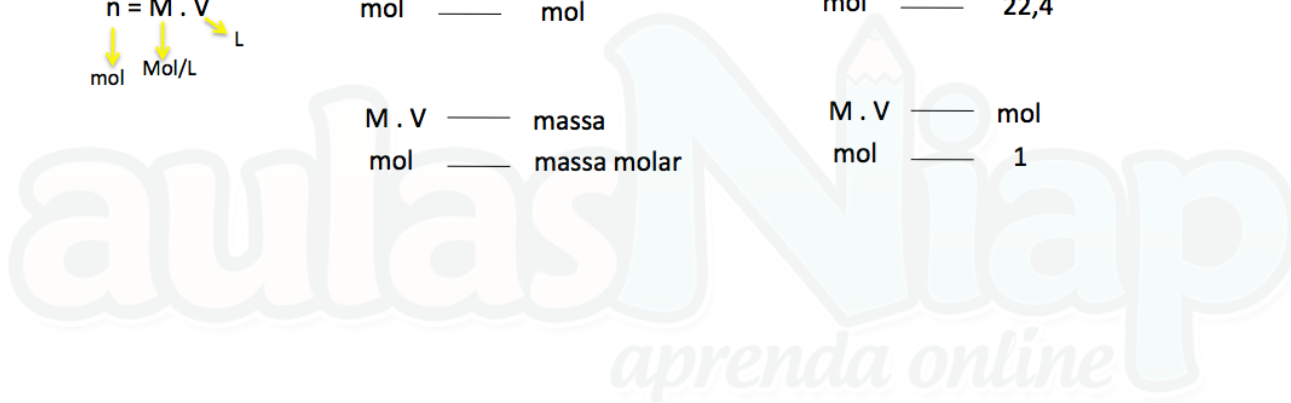 n = M . V
mol Mol/L L
mol —— mol
mol —— 22,4
M . V —— massa
mol —— massa molar
M . V —— mol
mol —— 1
aulasNiap
aprenda online